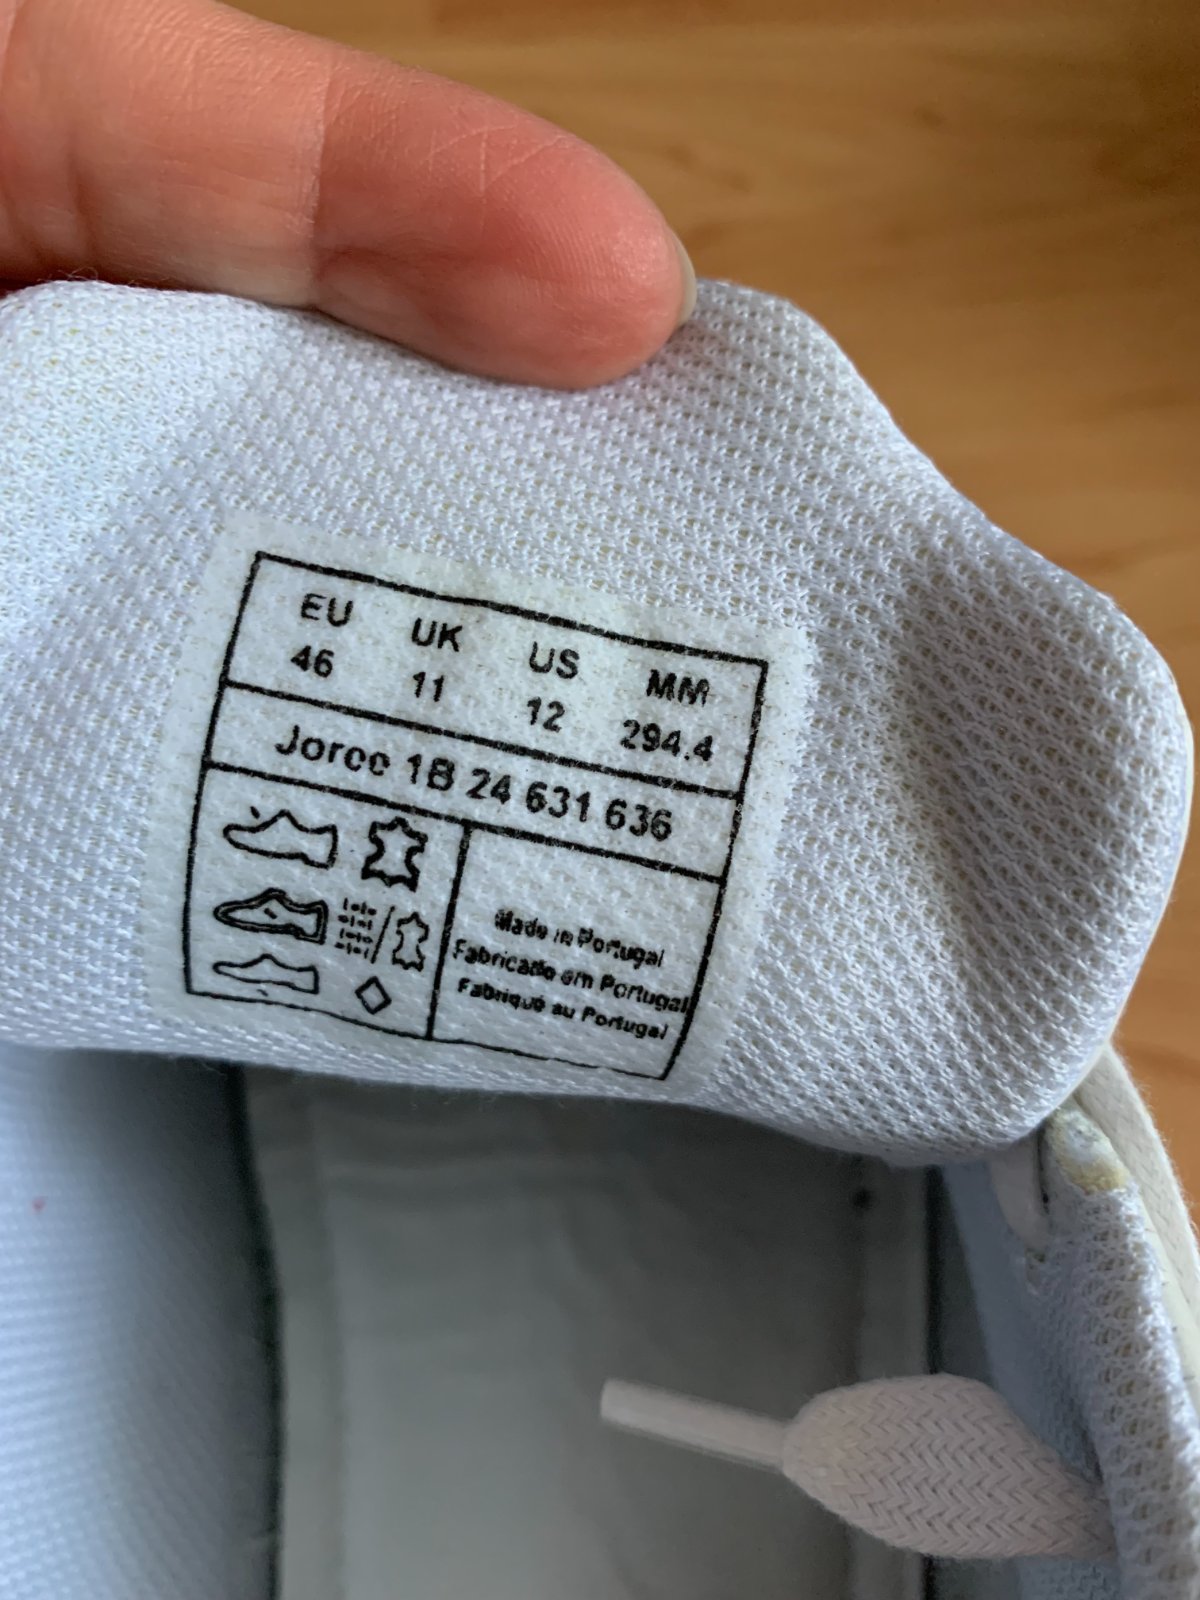 EU UK US MM
46 11 12 294.4
Joree 1B 24 631 636
Made in Portugal
Fabricado em Portugal
Fabriqué au Portugal